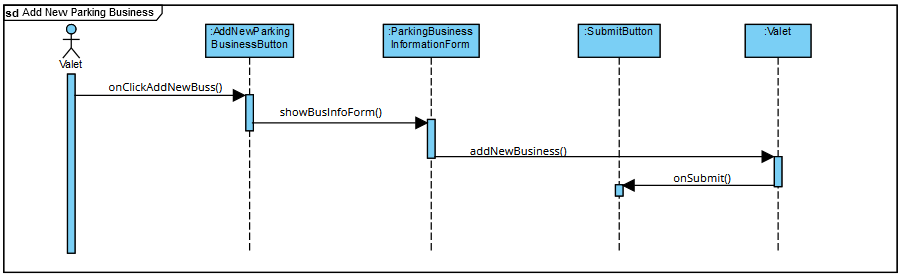 sd Add New Parking Business
Valet
:AddNewParking
BusinessButton
:ParkingBusiness
InformationForm
:SubmitButton
:Valet
onClickAddNewBuss()
showBusInfoForm()
addNewBusiness()
onSubmit()